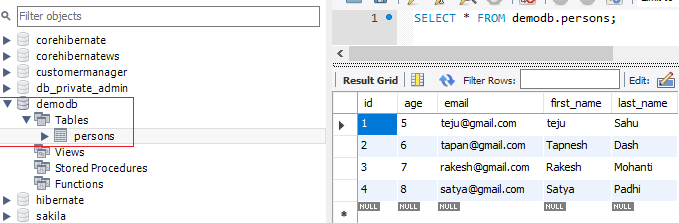 Filter objects
corehibernate
corehibernatews
customermanager
db_private_admin
demodb
Tables
persons
Views
Stored Procedures
Functions
hibernate
sakila
1 SELECT * FROM demodb.persons;
Result Grid Filter Rows: Edit:
id age email first_name last_name
1 5 teju@gmail.com teju Sahu
2 6 tapan@gmail.com Tapnesh Dash
3 7 rakesh@gmail.com Rakesh Mohanti
4 8 satya@gmail.com Satya Padhi
NULL NULL NULL NULL NULL